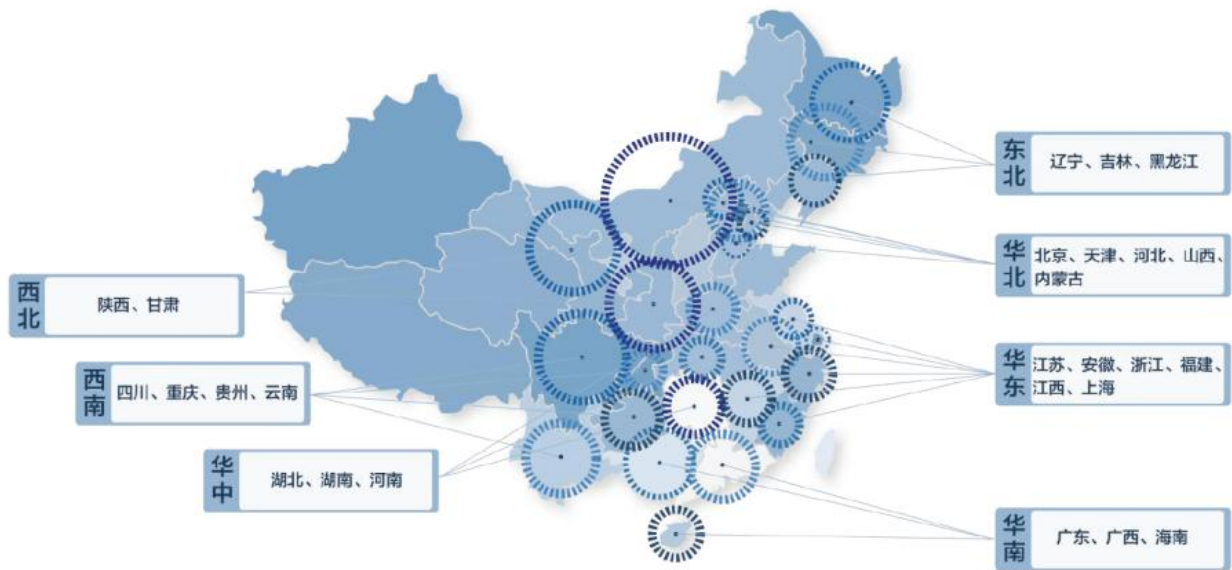 东北
辽宁、吉林、黑龙江
华北
北京、天津、河北、山西、
内蒙古
西北
陕西、甘肃
华东
江苏、安徽、浙江、福建、
江西、上海
西南
四川、重庆、贵州、云南
华中
湖北、湖南、河南
华南
广东、广西、海南